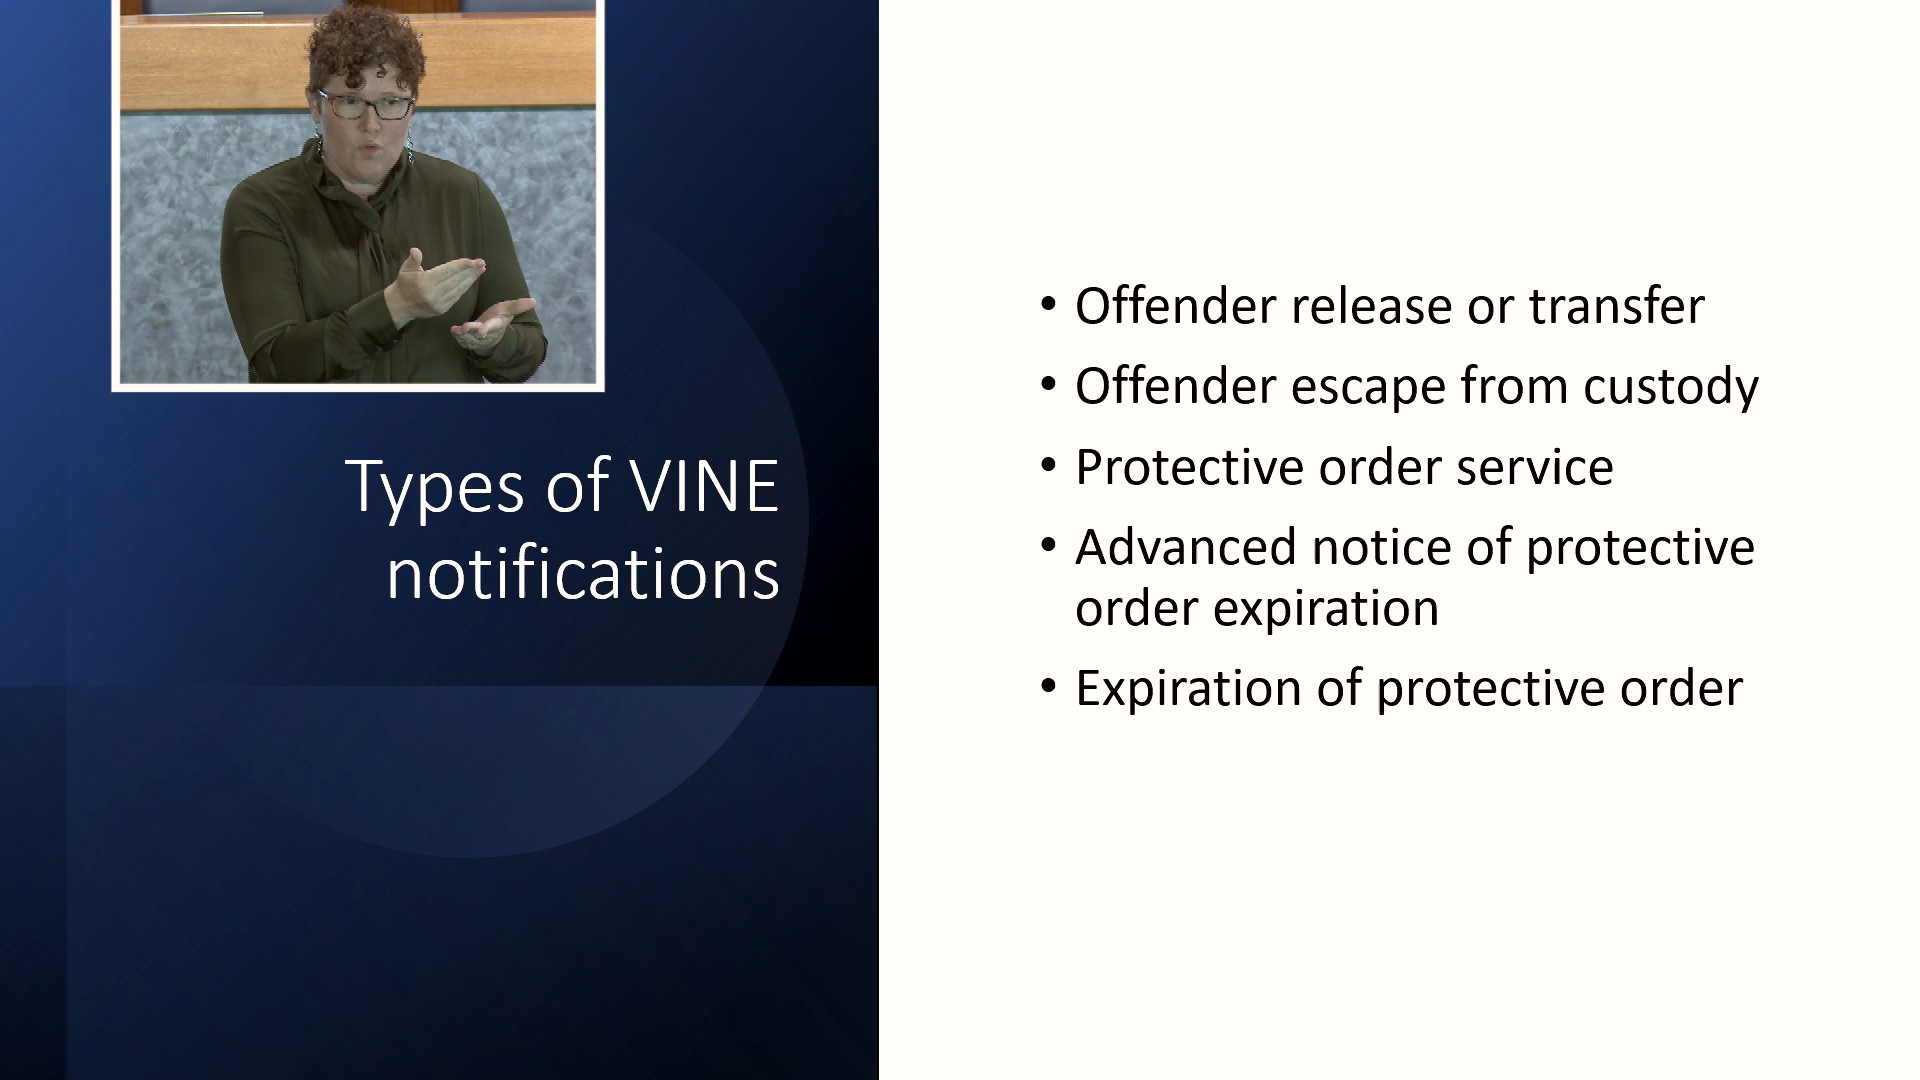 Types of VINE
notifications
• Offender release or transfer
• Offender escape from custody
• Protective order service
• Advanced notice of protective
order expiration
• Expiration of protective order